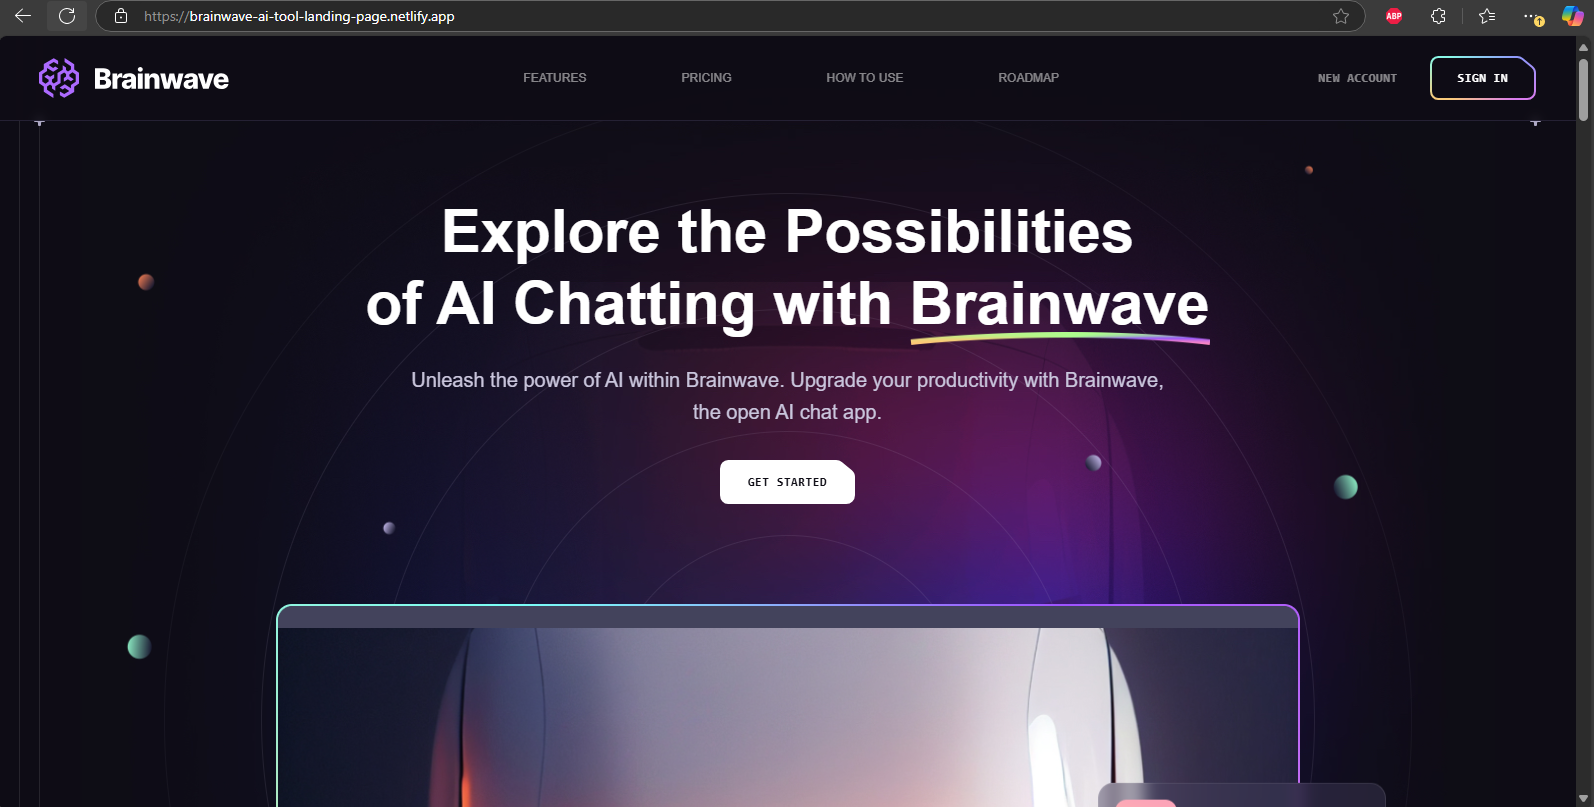 https://brainwave-ai-tool-landing-page.netlify.app
ABP
Brainwave
FEATURES
PRICING
HOW TO USE
ROADMAP
NEW ACCOUNT
SIGN IN
Explore the Possibilities
of AI Chatting with Brainwave
Unleash the power of AI within Brainwave. Upgrade your productivity with Brainwave,
the open AI chat app.
GET STARTED